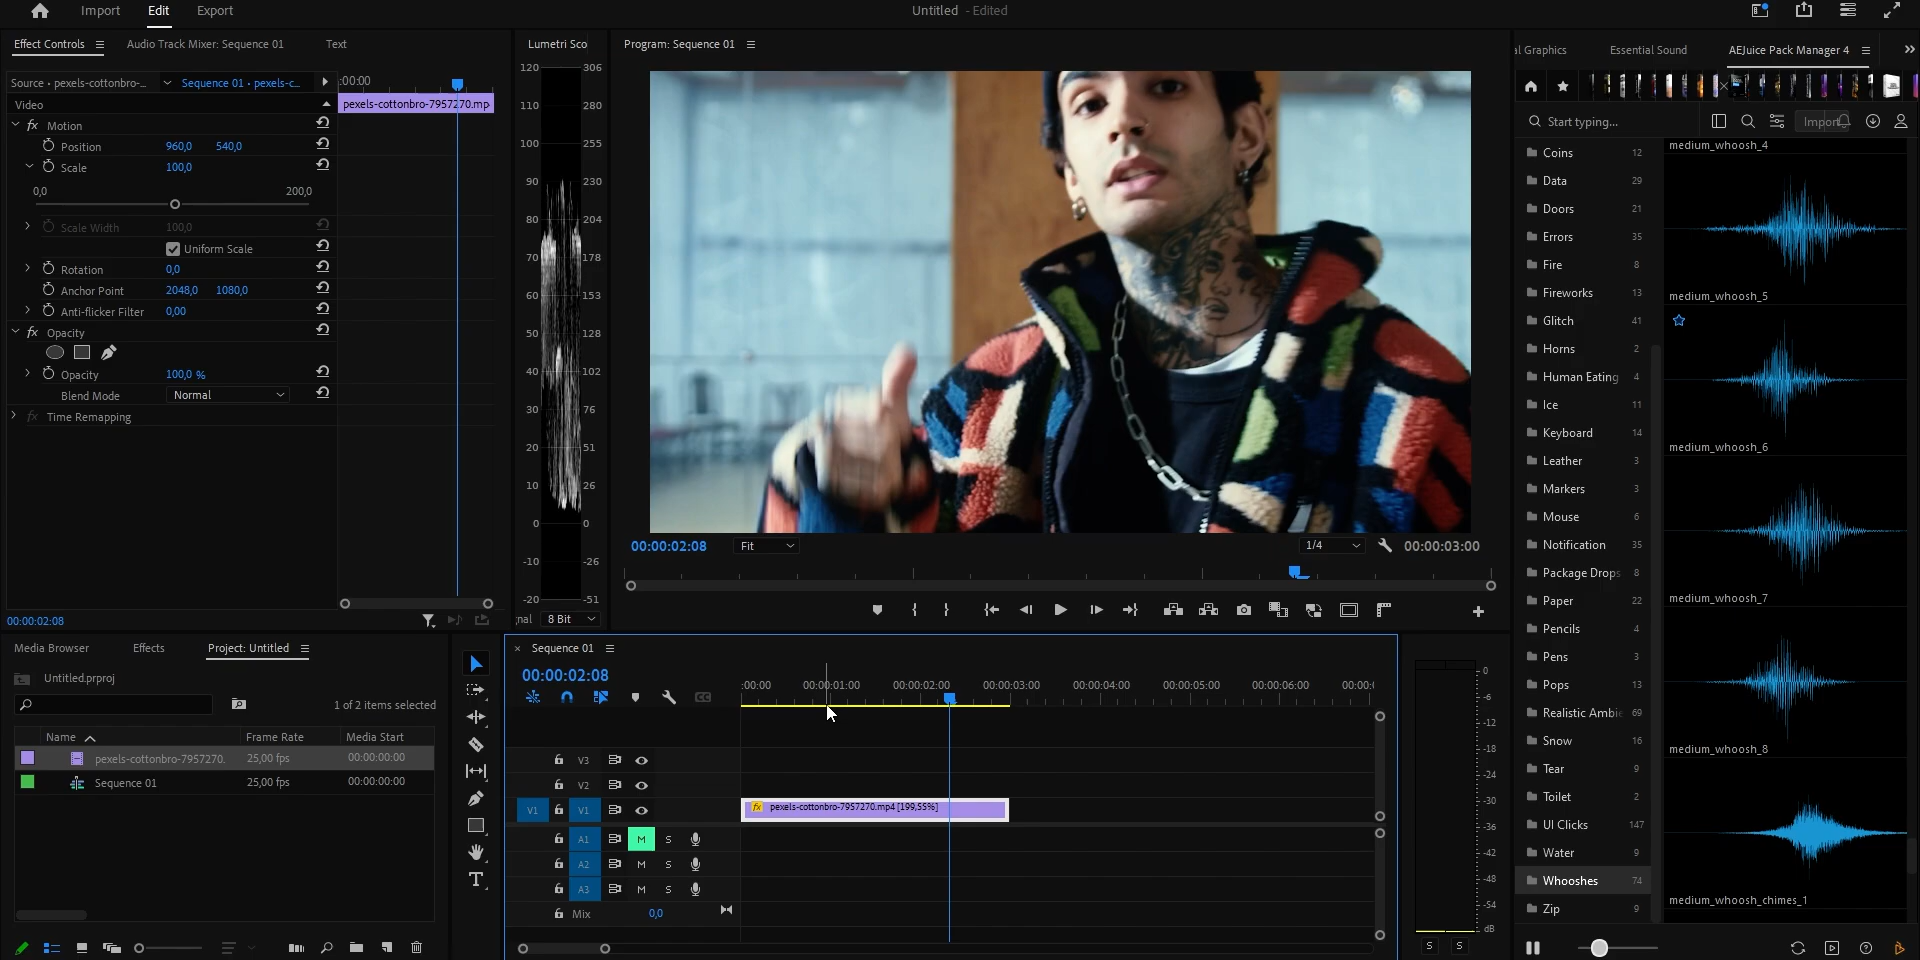 Import
Edit
Export
Untitled - Edited
Effect Controls
Audio Track Mixer: Sequence 01
Text
Source • pexels-cottonbro-...
Sequence 01 • pexels-c...
:00:00
Video
pexels-cottonbro-7957270.mp
fx Motion
Position 960,0 540,0
Scale 100,0
0,0 200,0
Scale Width 100,0
Uniform Scale
Rotation 0,0
Anchor Point 2048,0 1080,0
Anti-flicker Filter 0,00
fx Opacity
Opacity 100,0 %
Blend Mode Normal
fx Time Remapping
00:00:02:08
Lumetri Sco
120 306
110 280
100 255
90 230
80 204
70 178
60 153
50 128
40 102
30 76
20 51
10 26
0 0
-10 -26
-20 -51
nal 8 Bit
Program: Sequence 01
00:00:02:08
Fit
1/4
00:00:03:00
al Graphics
Essential Sound
AEJuice Pack Manager 4
Start typing...
Import
Coins 12
Data 29
Doors 21
Errors 35
Fire 8
Fireworks 13
Glitch 41
Horns 2
Human Eating 4
Ice 11
Keyboard 14
Leather 3
Markers 3
Mouse 6
Notification 35
Package Drops 8
Paper 22
Pencils 4
Pens 3
Pops 13
Realistic Ambie 69
Snow 16
Tear 9
Toilet 2
UI Clicks 147
Water 9
Whooshes 74
Zip 9
medium_whoosh_4
medium_whoosh_5
medium_whoosh_6
medium_whoosh_7
medium_whoosh_8
medium_whoosh_chimes_1
Media Browser
Effects
Project: Untitled
Untitled.prproj
1 of 2 items selected
Name Frame Rate Media Start
pexels-cottonbro-7957270. 25,00 fps 00:00:00:00
Sequence 01 25,00 fps 00:00:00:00
T
× Sequence 01
00:00:02:08
:00:00 00:00:01:00 00:00:02:00 00:00:03:00 00:00:04:00 00:00:05:00 00:00:06:00 00:00:0
CC
V3
V2
V1 V1
fx pexels-cottonbro-7957270.mp4 [199,55%]
A1 M S
A2 M S
A3 M S
Mix 0,0
0
-6
-12
-18
-24
-30
-36
-42
-48
-54
dB
S S